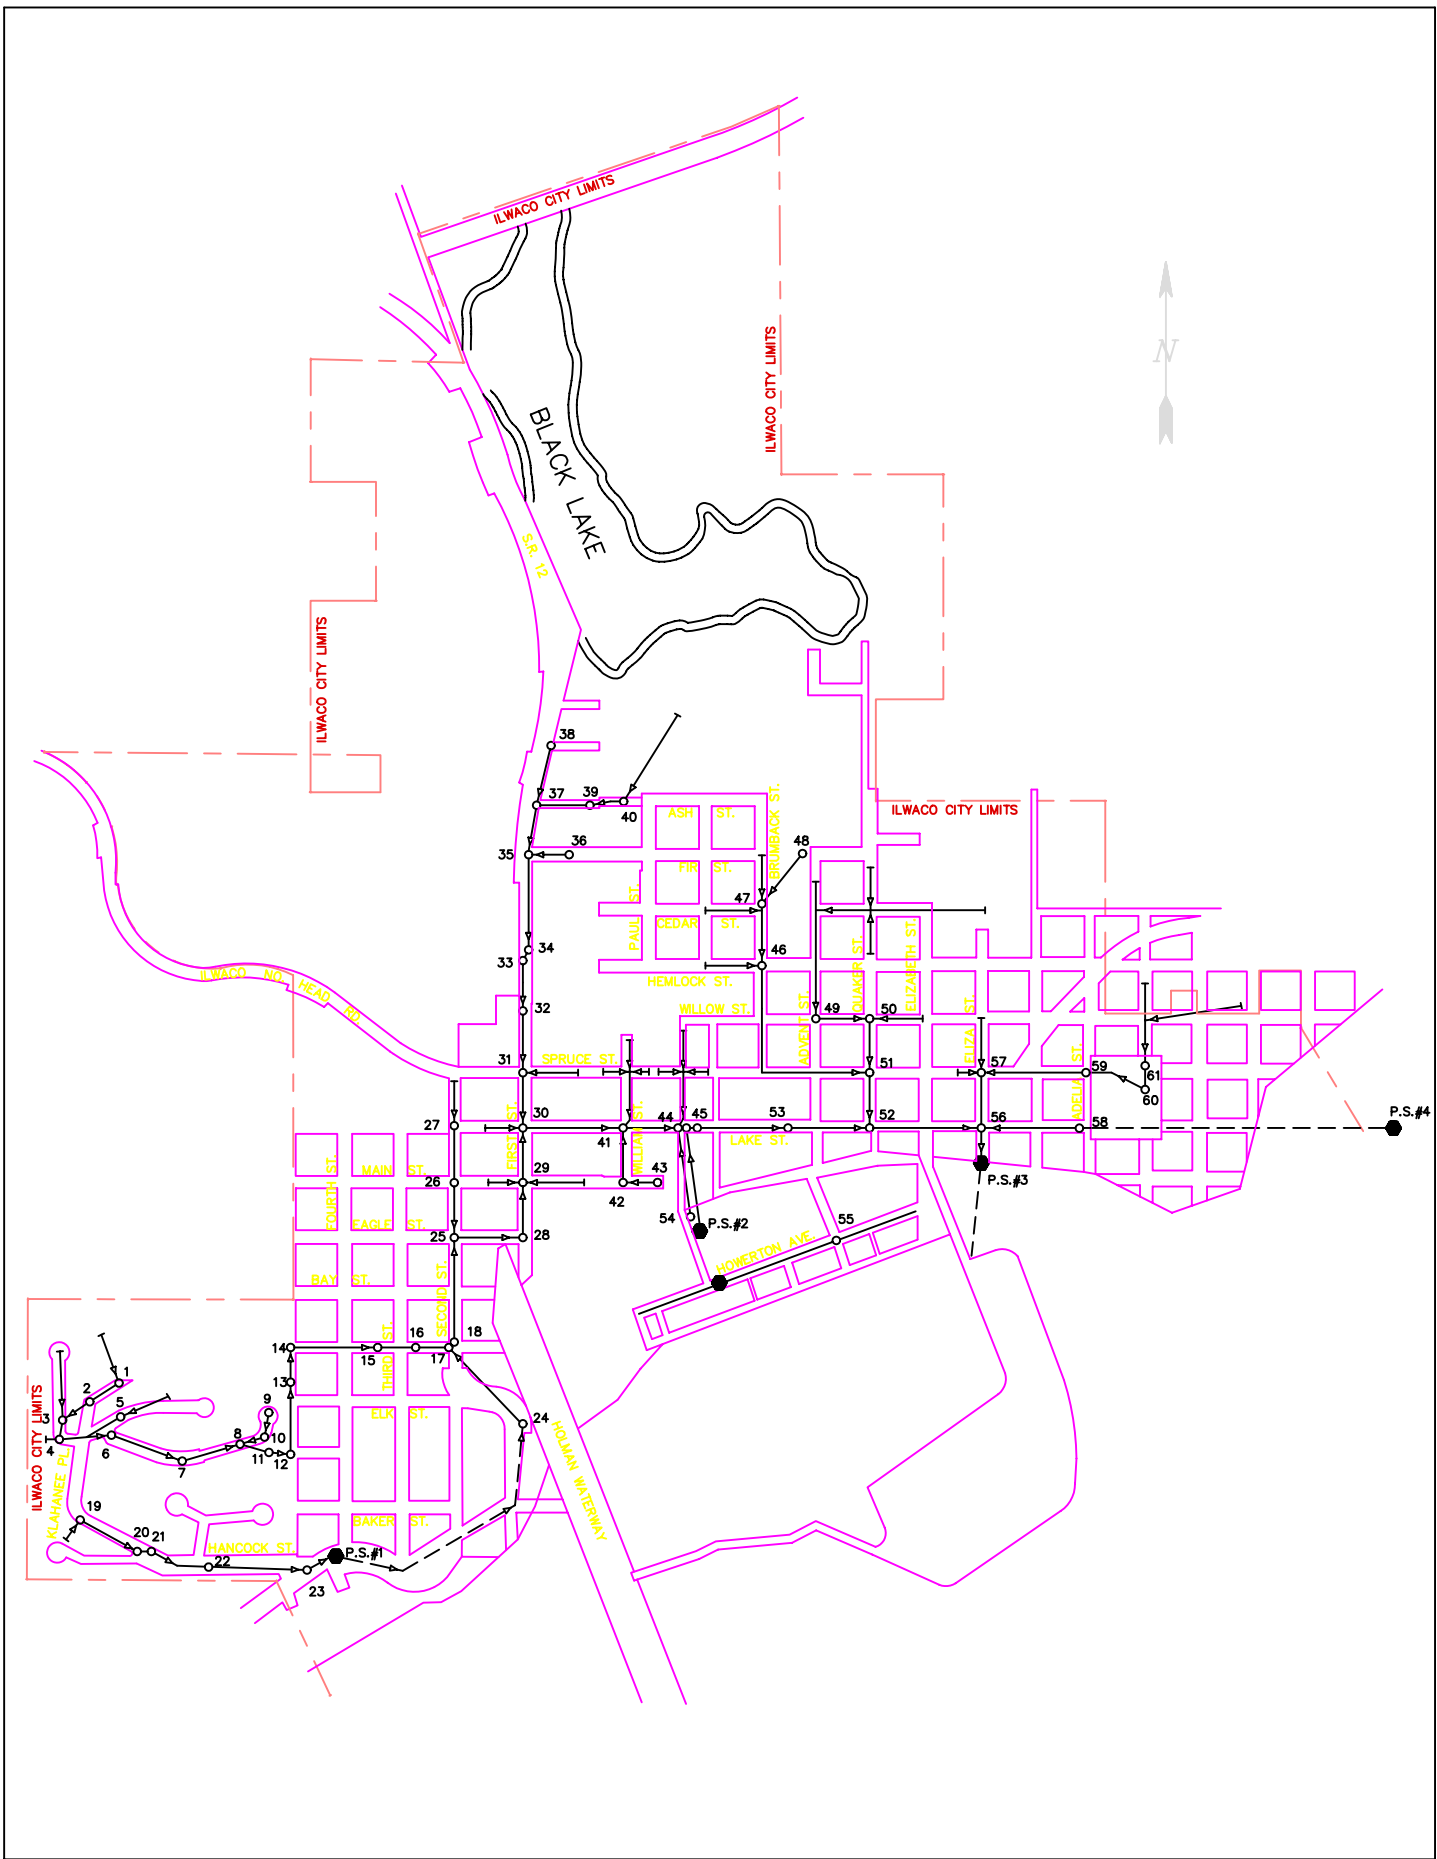 ILWACO CITY LIMITS
ILWACO CITY LIMITS
N
BLACK LAKE
S.R. 12
ILWACO CITY LIMITS
38
37
39
40
ILWACO CITY LIMITS
ASH ST.
BRUMBACK ST.
48
35
36
FIR ST.
PAUL ST.
47
CEDAR ST.
QUAKER ST.
ELIZABETH ST.
34
33
46
ILWACO NO. HEAD RD.
HEMLOCK ST.
WILLOW ST.
32
ADVENT ST.
49
50
ELIZA ST.
31
SPRUCE ST.
51
57
ADELIA ST.
59
61
60
27
FIRST ST.
30
41
WILLIAM ST.
44
45
53
LAKE ST.
52
56
58
P.S.#4
FOURTH ST.
MAIN ST.
26
29
42
43
P.S.#3
EAGLE ST.
25
28
54
P.S.#2
55
HOWERTON AVE.
BAY ST.
SECOND ST.
14
15
16
17
18
THIRD ST.
1
2
3
4
5
6
7
8
9
10
11
12
13
ELK ST.
24
ILWACO CITY LIMITS
KLAHANEE PL.
HOLMAN WATERWAY
19
20
21
22
HANCOCK ST.
BAKER ST.
P.S.#1
23